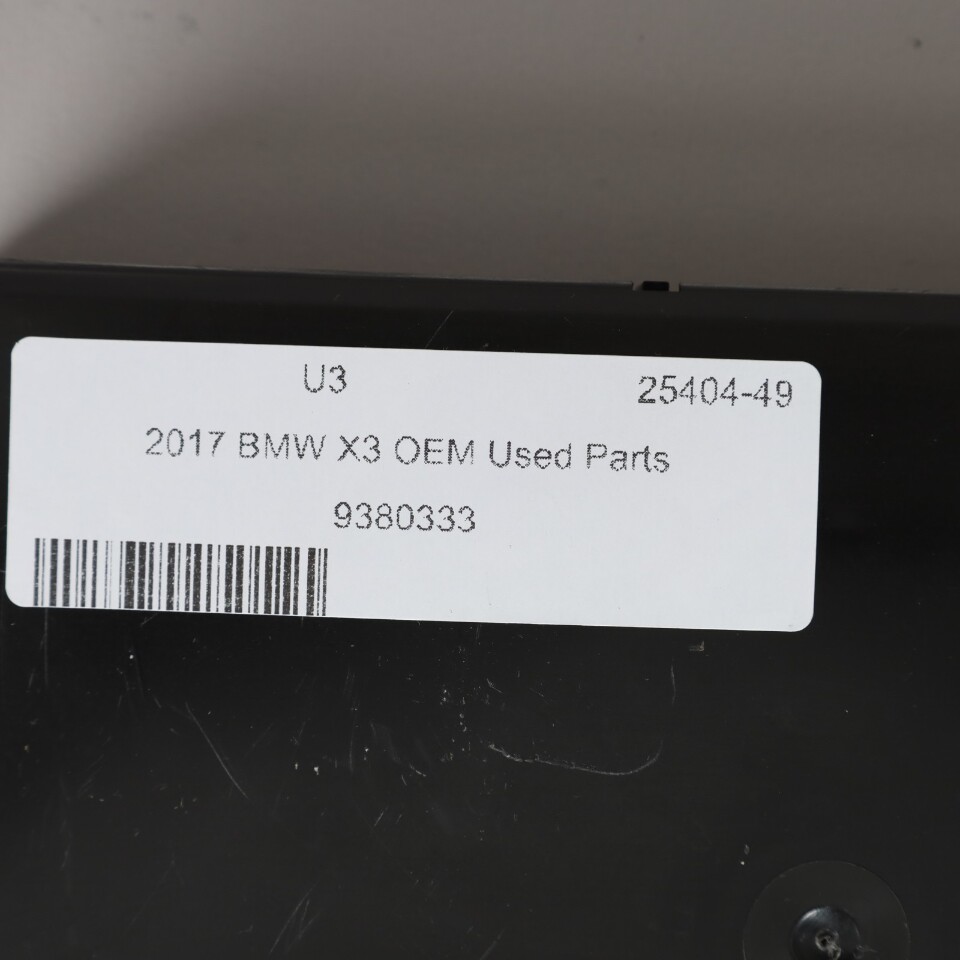 U3 25404-49
2017 BMW X3 OEM Used Parts
9380333